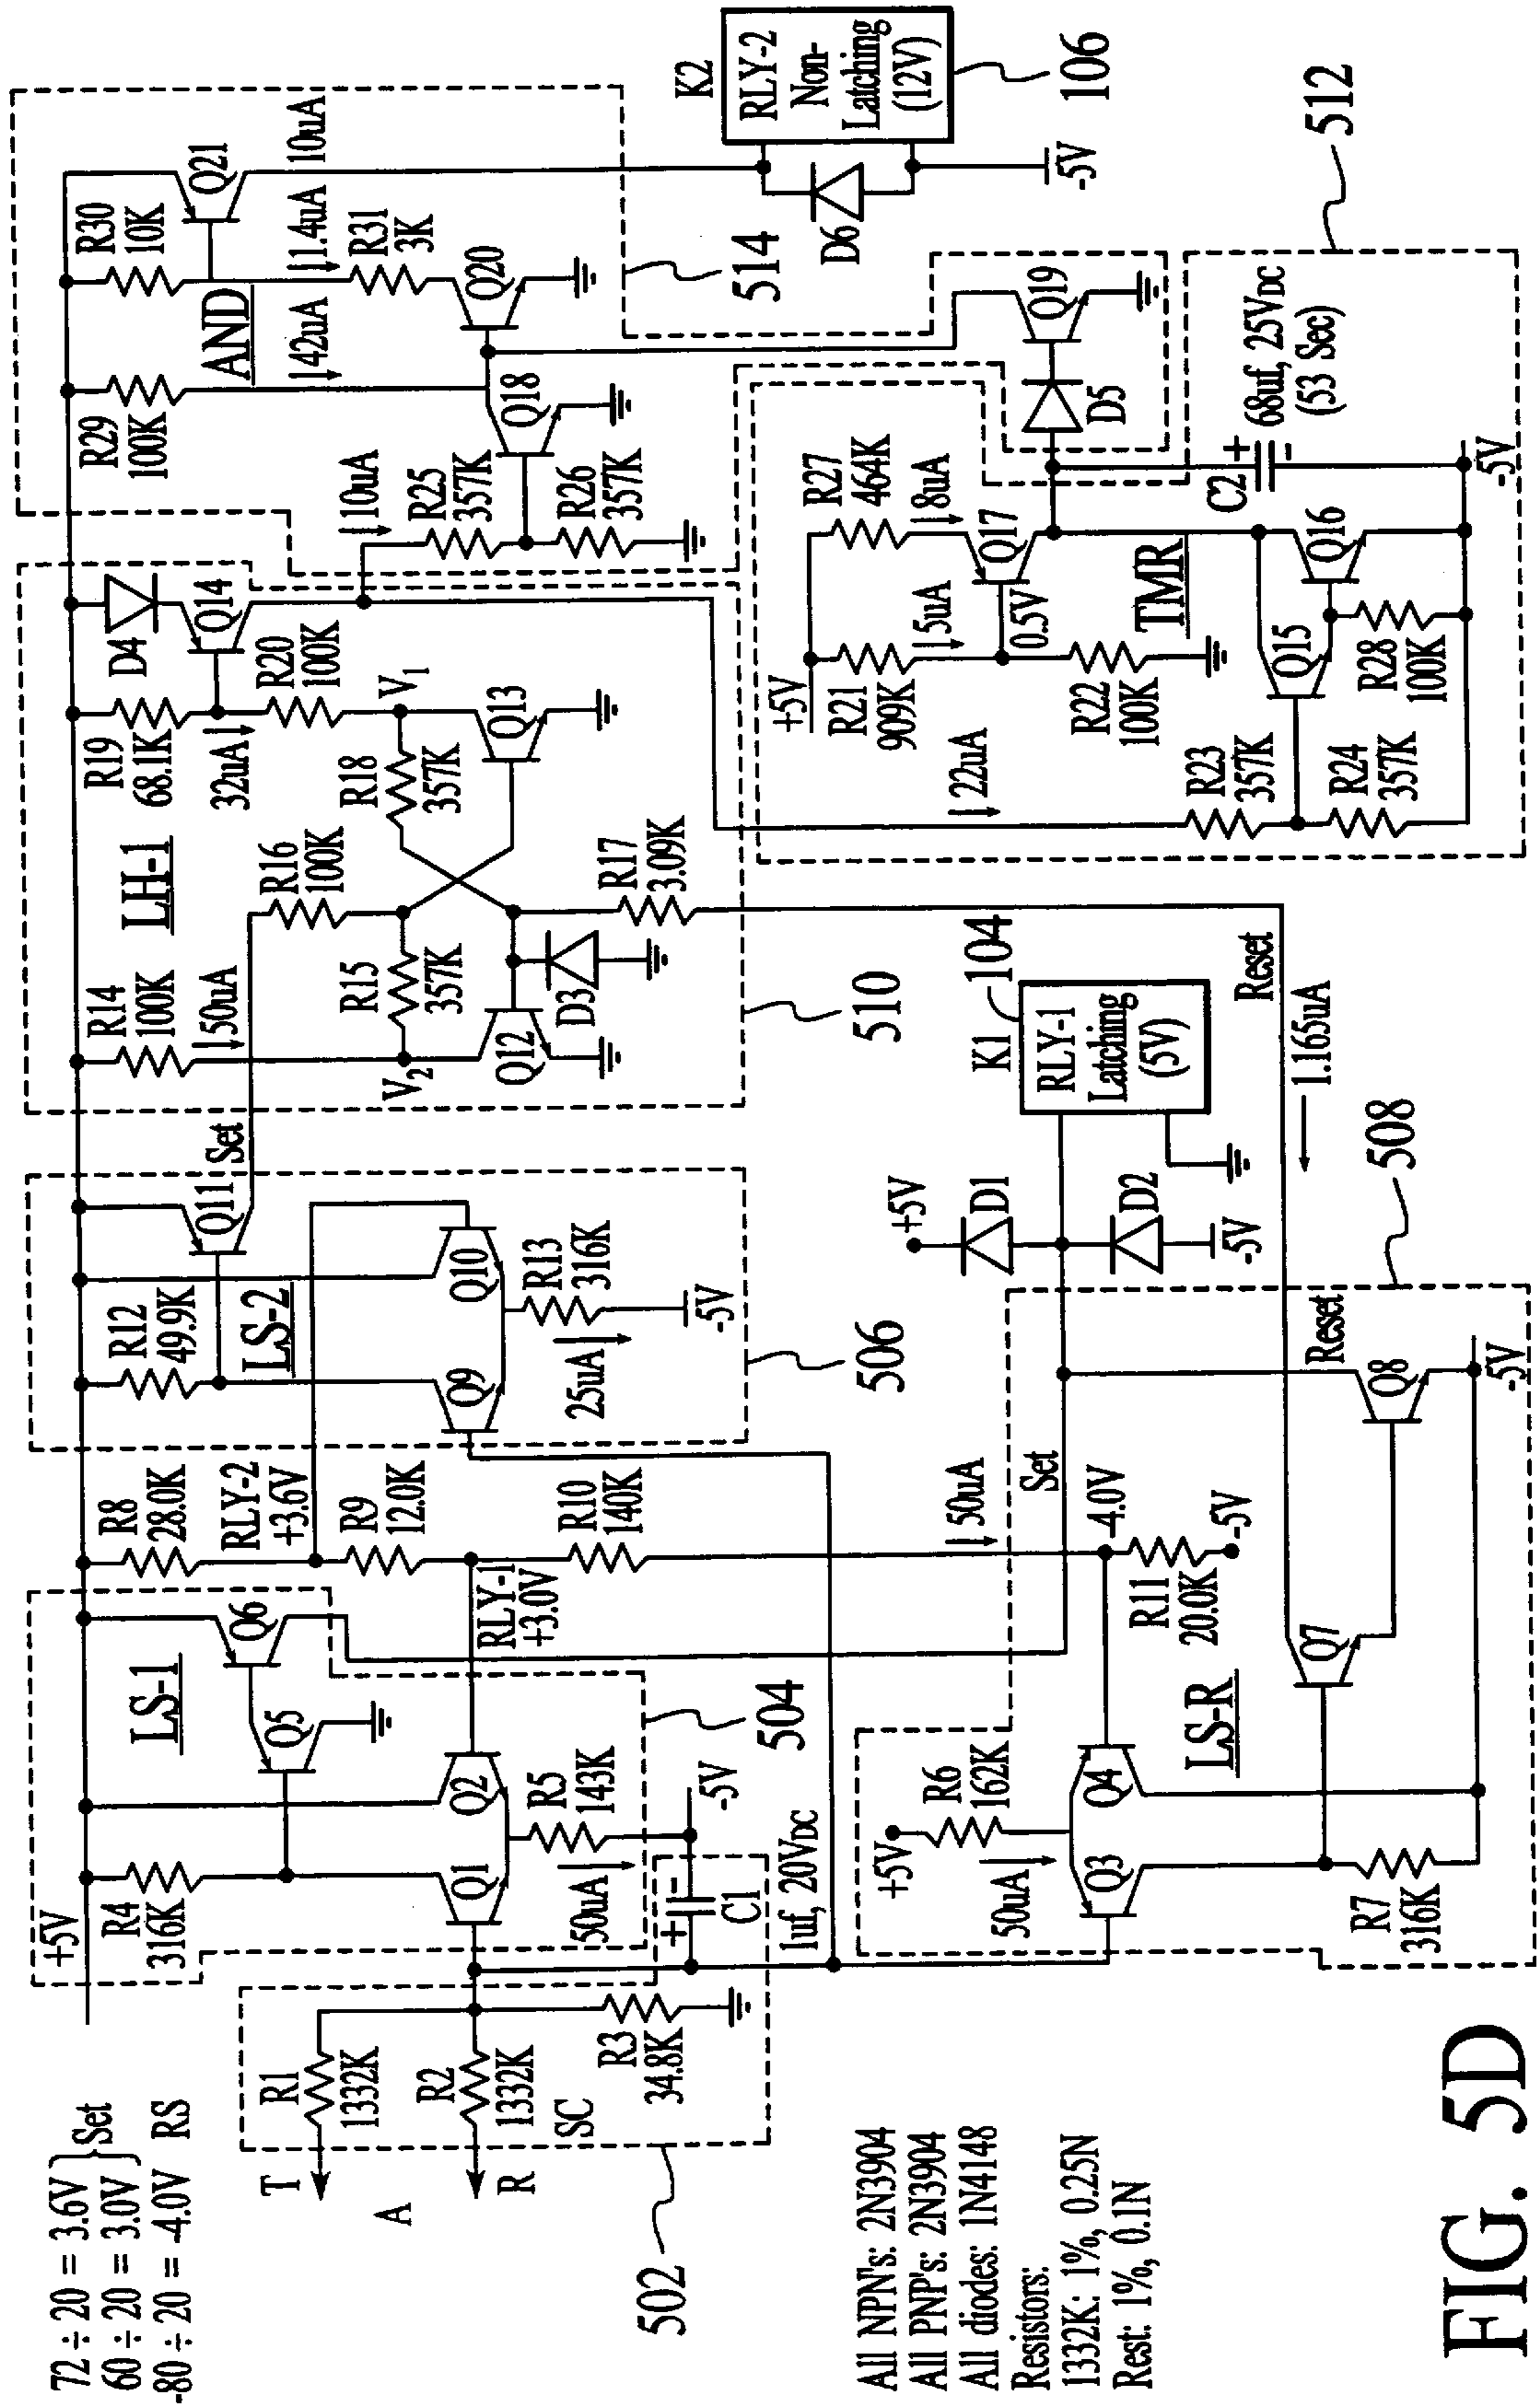 72 ÷ 20 = 3.6V } Set
60 ÷ 20 = 3.0V
-80 ÷ 20 = -4.0V RS
T
A
R
R1
1332K
R2
1332K
SC
R3
34.8K
502
+5V
R4
316K
LS-1
Q5
Q6
Q1
Q2
R5
143K
50uA
-5V
C1
+
-
1uf, 20VDC
504
R8
28.0K
RLY-2
+3.6V
R9
12.0K
RLY-1
+3.0V
R10
140K
50uA
-4.0V
R11
20.0K
-5V
R12
49.9K
LS-2
Q11
Set
Q9
Q10
R13
316K
25uA
-5V
506
R14
100K
50uA
LH-1
R16
100K
R15
357K
V2
Q12
D3
R18
357K
R17
3.09K
R19
68.1K
32uA
D4
Q14
R20
100K
V1
Q13
510
R29
100K
AND
42uA
R30
10K
Q21
10uA
11.4uA
R31
3K
Q20
Q18
10uA
R25
357K
R26
357K
514
K2
RLY-2
Non-
Latching
(12V)
106
D6
-5V
Q19
D5
+5V
R21
909K
5uA
R27
464K
8uA
Q17
0.5V
R22
100K
TMR
22uA
R23
357K
R24
357K
Q15
Q16
R28
100K
C2
+
-
68uf, 25VDC
(53 Sec)
-5V
512
K1
RLY-1
Latching
(5V)
104
+5V
D1
D2
-5V
Set
Reset
1.165uA
Reset
508
+5V
R6
162K
50uA
Q3
Q4
LS-R
Q7
Q8
R7
316K
-5V
All NPN's: 2N3904
All PNP's: 2N3904
All diodes: 1N4148
Resistors:
1332K: 1%, 0.25N
Rest: 1%, 0.1N
FIG. 5D